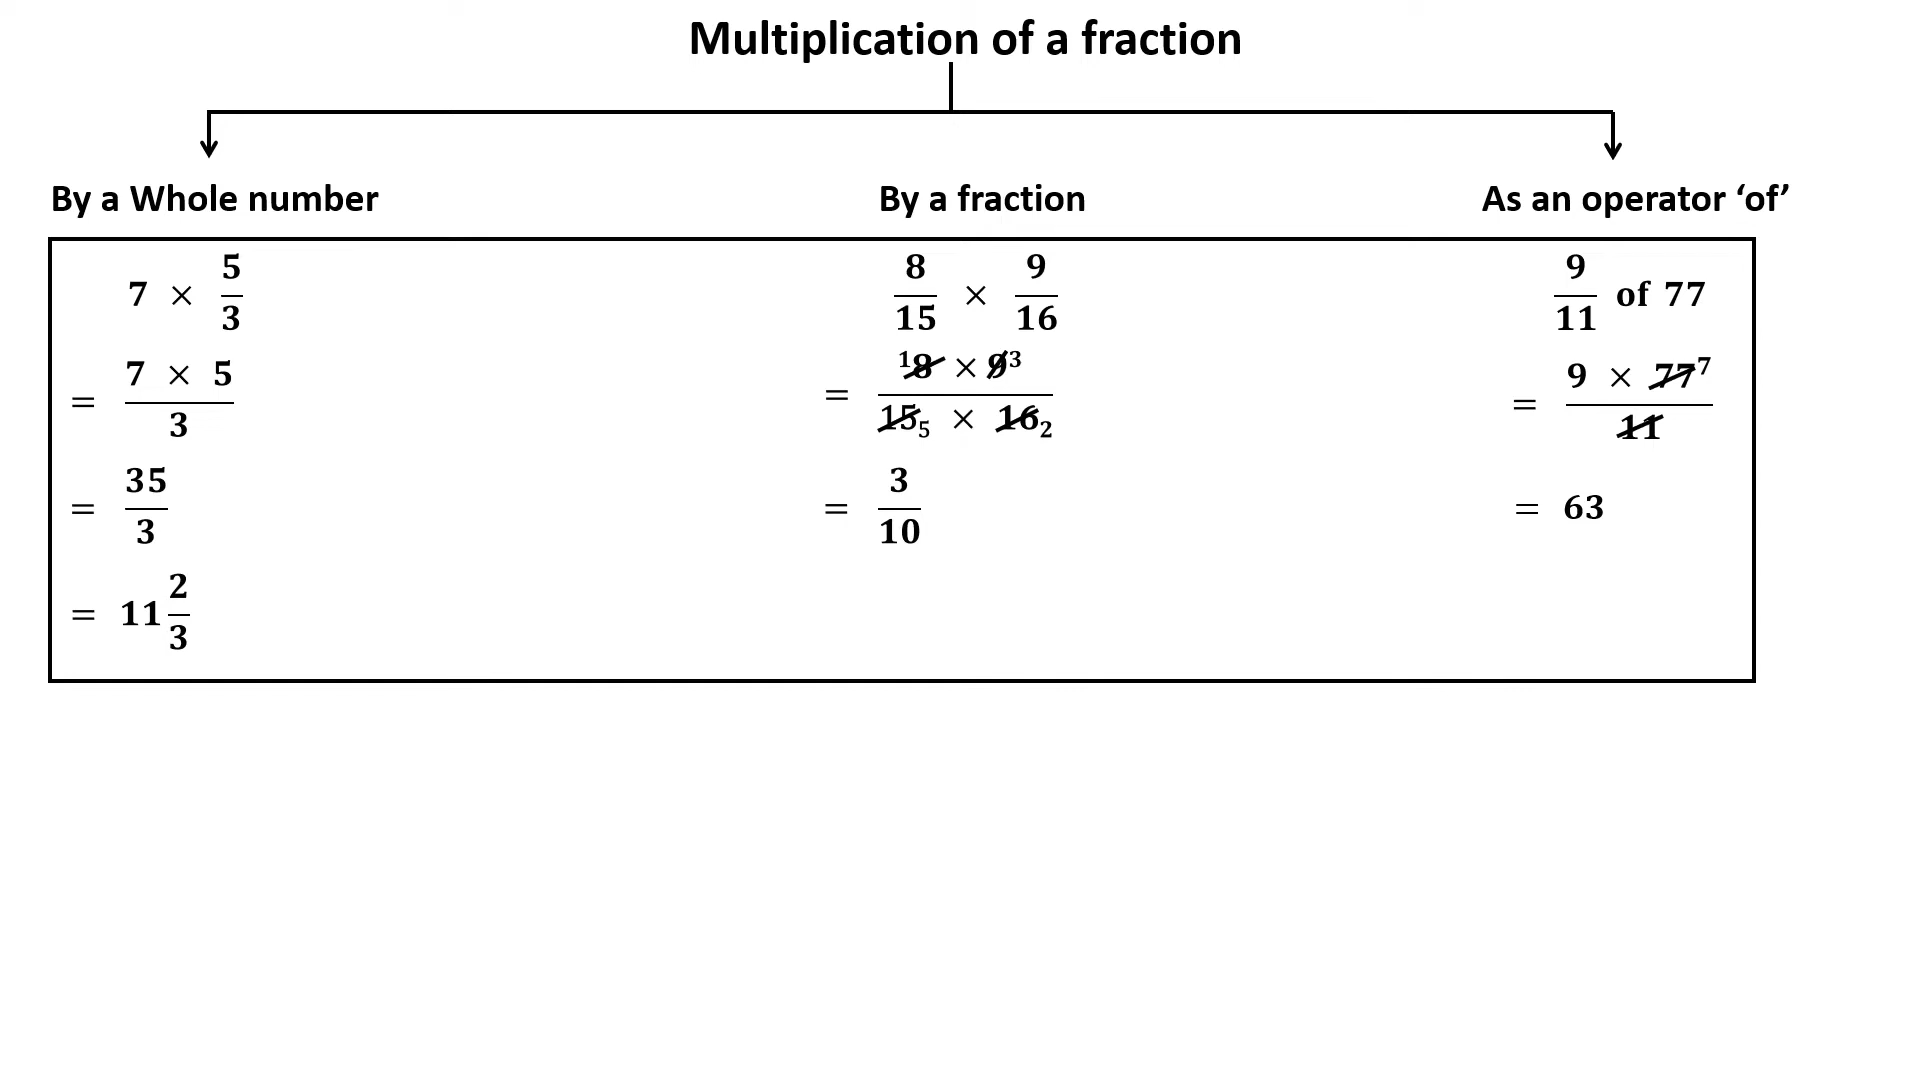 Multiplication of a fraction
By a Whole number
7 × 5/3
= 7 × 5 / 3
= 35/3
= 11 2/3
By a fraction
8/15 × 9/16
= ¹8 × 9³ / 15₅ × 16₂
= 3/10
As an operator ‘of’
9/11 of 77
= 9 × 77⁷ / 11
= 63